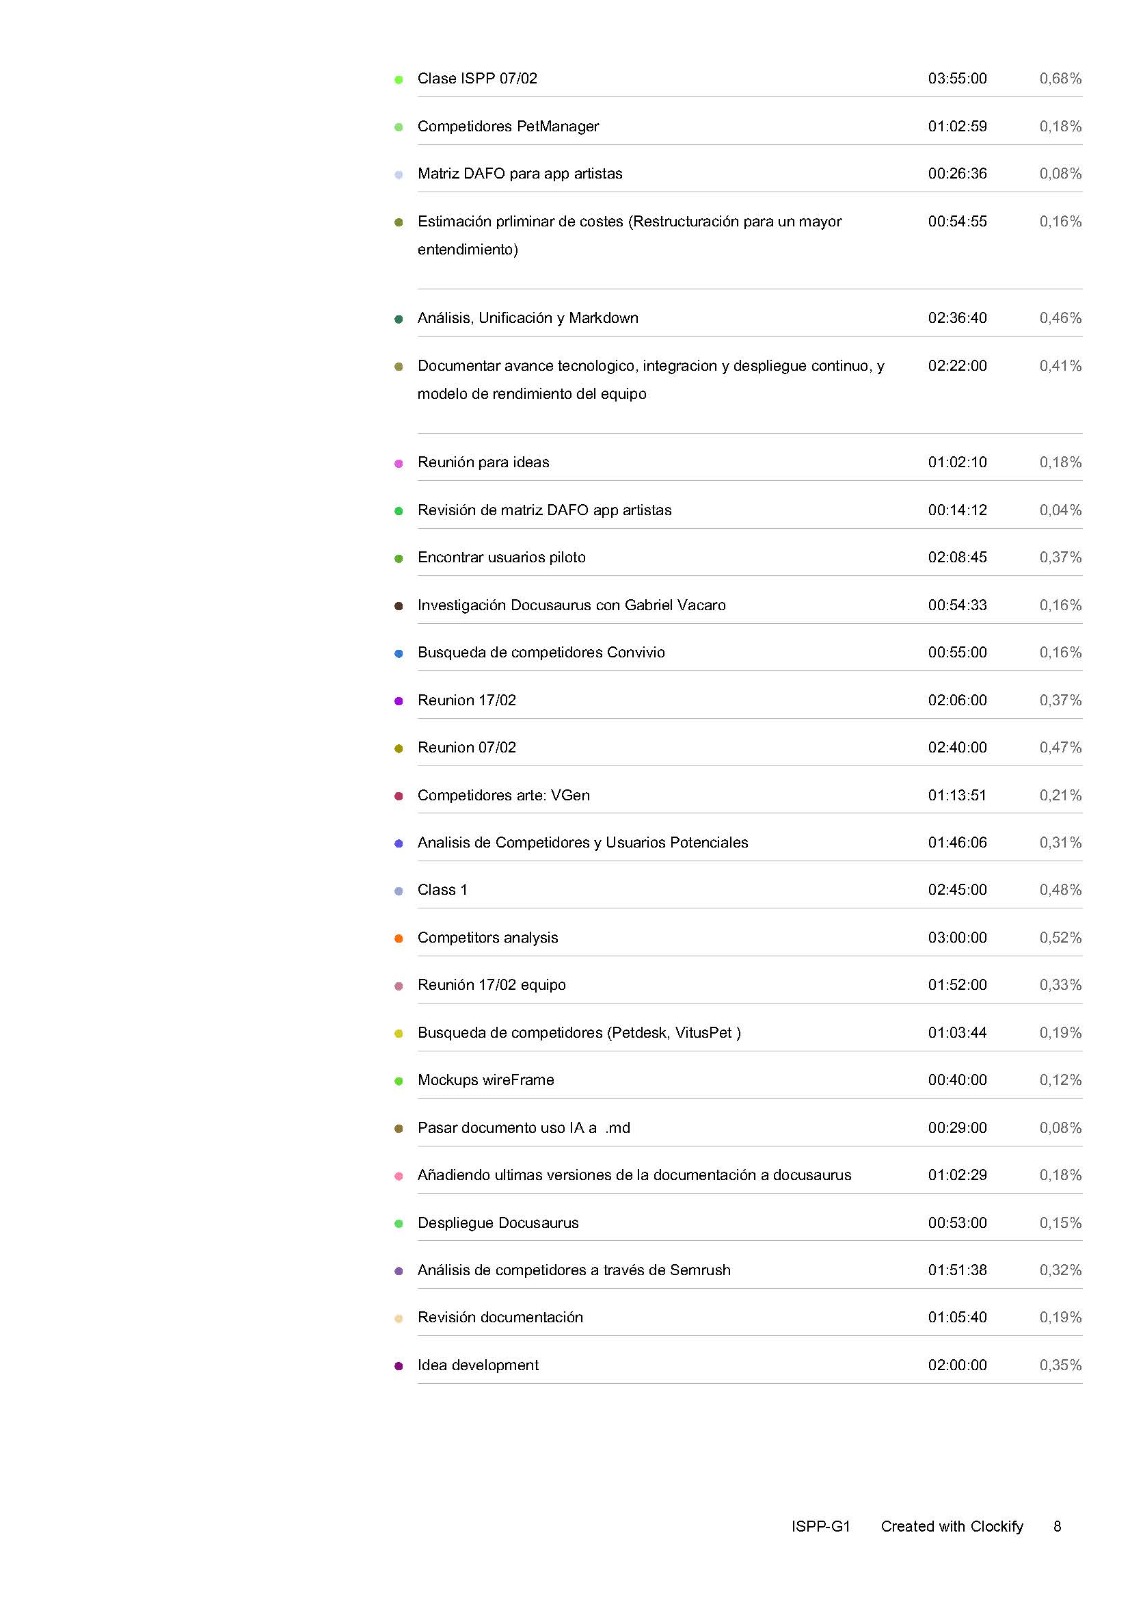 Clase ISPP 07/02 03:55:00 0,68%
Competidores PetManager 01:02:59 0,18%
Matriz DAFO para app artistas 00:26:36 0,08%
Estimación prliminar de costes (Restructuración para un mayor 00:54:55 0,16%
entendimiento)
Análisis, Unificación y Markdown 02:36:40 0,46%
Documentar avance tecnologico, integracion y despliegue continuo, y 02:22:00 0,41%
modelo de rendimiento del equipo
Reunión para ideas 01:02:10 0,18%
Revisión de matriz DAFO app artistas 00:14:12 0,04%
Encontrar usuarios piloto 02:08:45 0,37%
Investigación Docusaurus con Gabriel Vacaro 00:54:33 0,16%
Busqueda de competidores Convivio 00:55:00 0,16%
Reunion 17/02 02:06:00 0,37%
Reunion 07/02 02:40:00 0,47%
Competidores arte: VGen 01:13:51 0,21%
Analisis de Competidores y Usuarios Potenciales 01:46:06 0,31%
Class 1 02:45:00 0,48%
Competitors analysis 03:00:00 0,52%
Reunión 17/02 equipo 01:52:00 0,33%
Busqueda de competidores (Petdesk, VitusPet ) 01:03:44 0,19%
Mockups wireFrame 00:40:00 0,12%
Pasar documento uso IA a .md 00:29:00 0,08%
Añadiendo ultimas versiones de la documentación a docusaurus 01:02:29 0,18%
Despliegue Docusaurus 00:53:00 0,15%
Análisis de competidores a través de Semrush 01:51:38 0,32%
Revisión documentación 01:05:40 0,19%
Idea development 02:00:00 0,35%
ISPP-G1 Created with Clockify 8